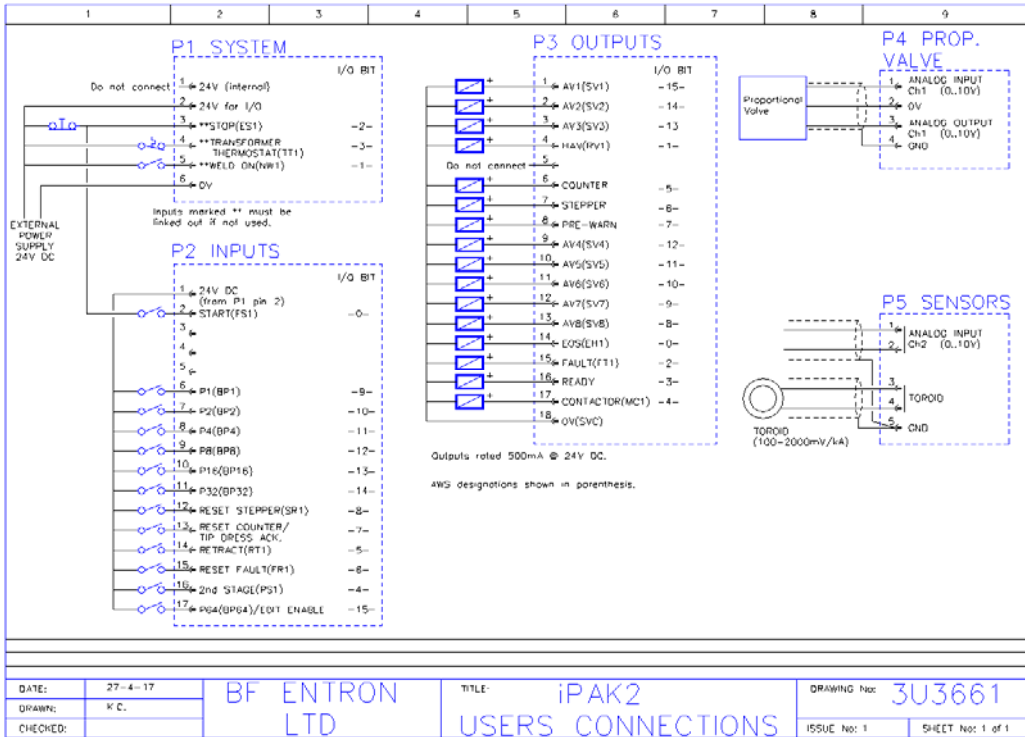 1 2 3 4 5 6 7 8 9
P1 SYSTEM
I/O BIT
Do not connect
1 24V (internal)
2 24V for I/O
3 **STOP(ES1) -2-
4 **TRANSFORMER -3-
THERMOSTAT(TT1)
5 **WELD ON(NW1) -1-
6 0V
EXTERNAL
POWER
SUPPLY
24V DC
Inputs marked ** must be
linked out if not used.
P2 INPUTS
I/O BIT
1 24V DC
(from P1 pin 2)
2 START(FS1) -0-
3
4
5
6 P1(BP1) -9-
7 P2(BP2) -10-
8 P4(BP4) -11-
9 P8(BP8) -12-
10 P16(BP16) -13-
11 P32(BP32) -14-
12 RESET STEPPER(SR1) -8-
13 RESET COUNTER/ -7-
TIP DRESS ACK.
14 RETRACT(RT1) -5-
15 RESET FAULT(FR1) -6-
16 2nd STAGE(PS1) -4-
17 P64(BP64)/EDIT ENABLE -15-
P3 OUTPUTS
I/O BIT
+ 1 AV1(SV1) -15-
+ 2 AV2(SV2) -14-
+ 3 AV3(SV3) -13
+ 4 HAV(RV1) -1-
Do not connect 5
+ 6 COUNTER -5-
+ 7 STEPPER -6-
+ 8 PRE-WARN -7-
+ 9 AV4(SV4) -12-
+ 10 AV5(SV5) -11-
+ 11 AV6(SV6) -10-
+ 12 AV7(SV7) -9-
+ 13 AV8(SV8) -8-
+ 14 EOS(EH1) -0-
+ 15 FAULT(FT1) -2-
+ 16 READY -3-
+ 17 CONTACTOR(MC1) -4-
18 0V(SVC)
Outputs rated 500mA @ 24V DC.
AWS designations shown in parenthesis.
P4 PROP.
VALVE
Proportional
Valve
1 ANALOG INPUT
Ch1 (0..10V)
2 0V
3 ANALOG OUTPUT
Ch1 (0..10V)
4 GND
P5 SENSORS
1 ANALOG INPUT
2 Ch2 (0..10V)
3
TOROID
4
5 GND
TOROID
(100-2000mV/kA)
DATE: 27-4-17
DRAWN: K C.
CHECKED:
BF ENTRON
LTD
TITLE: iPAK2
USERS CONNECTIONS
DRAWING No: 3U3661
ISSUE No: 1 SHEET No: 1 of 1